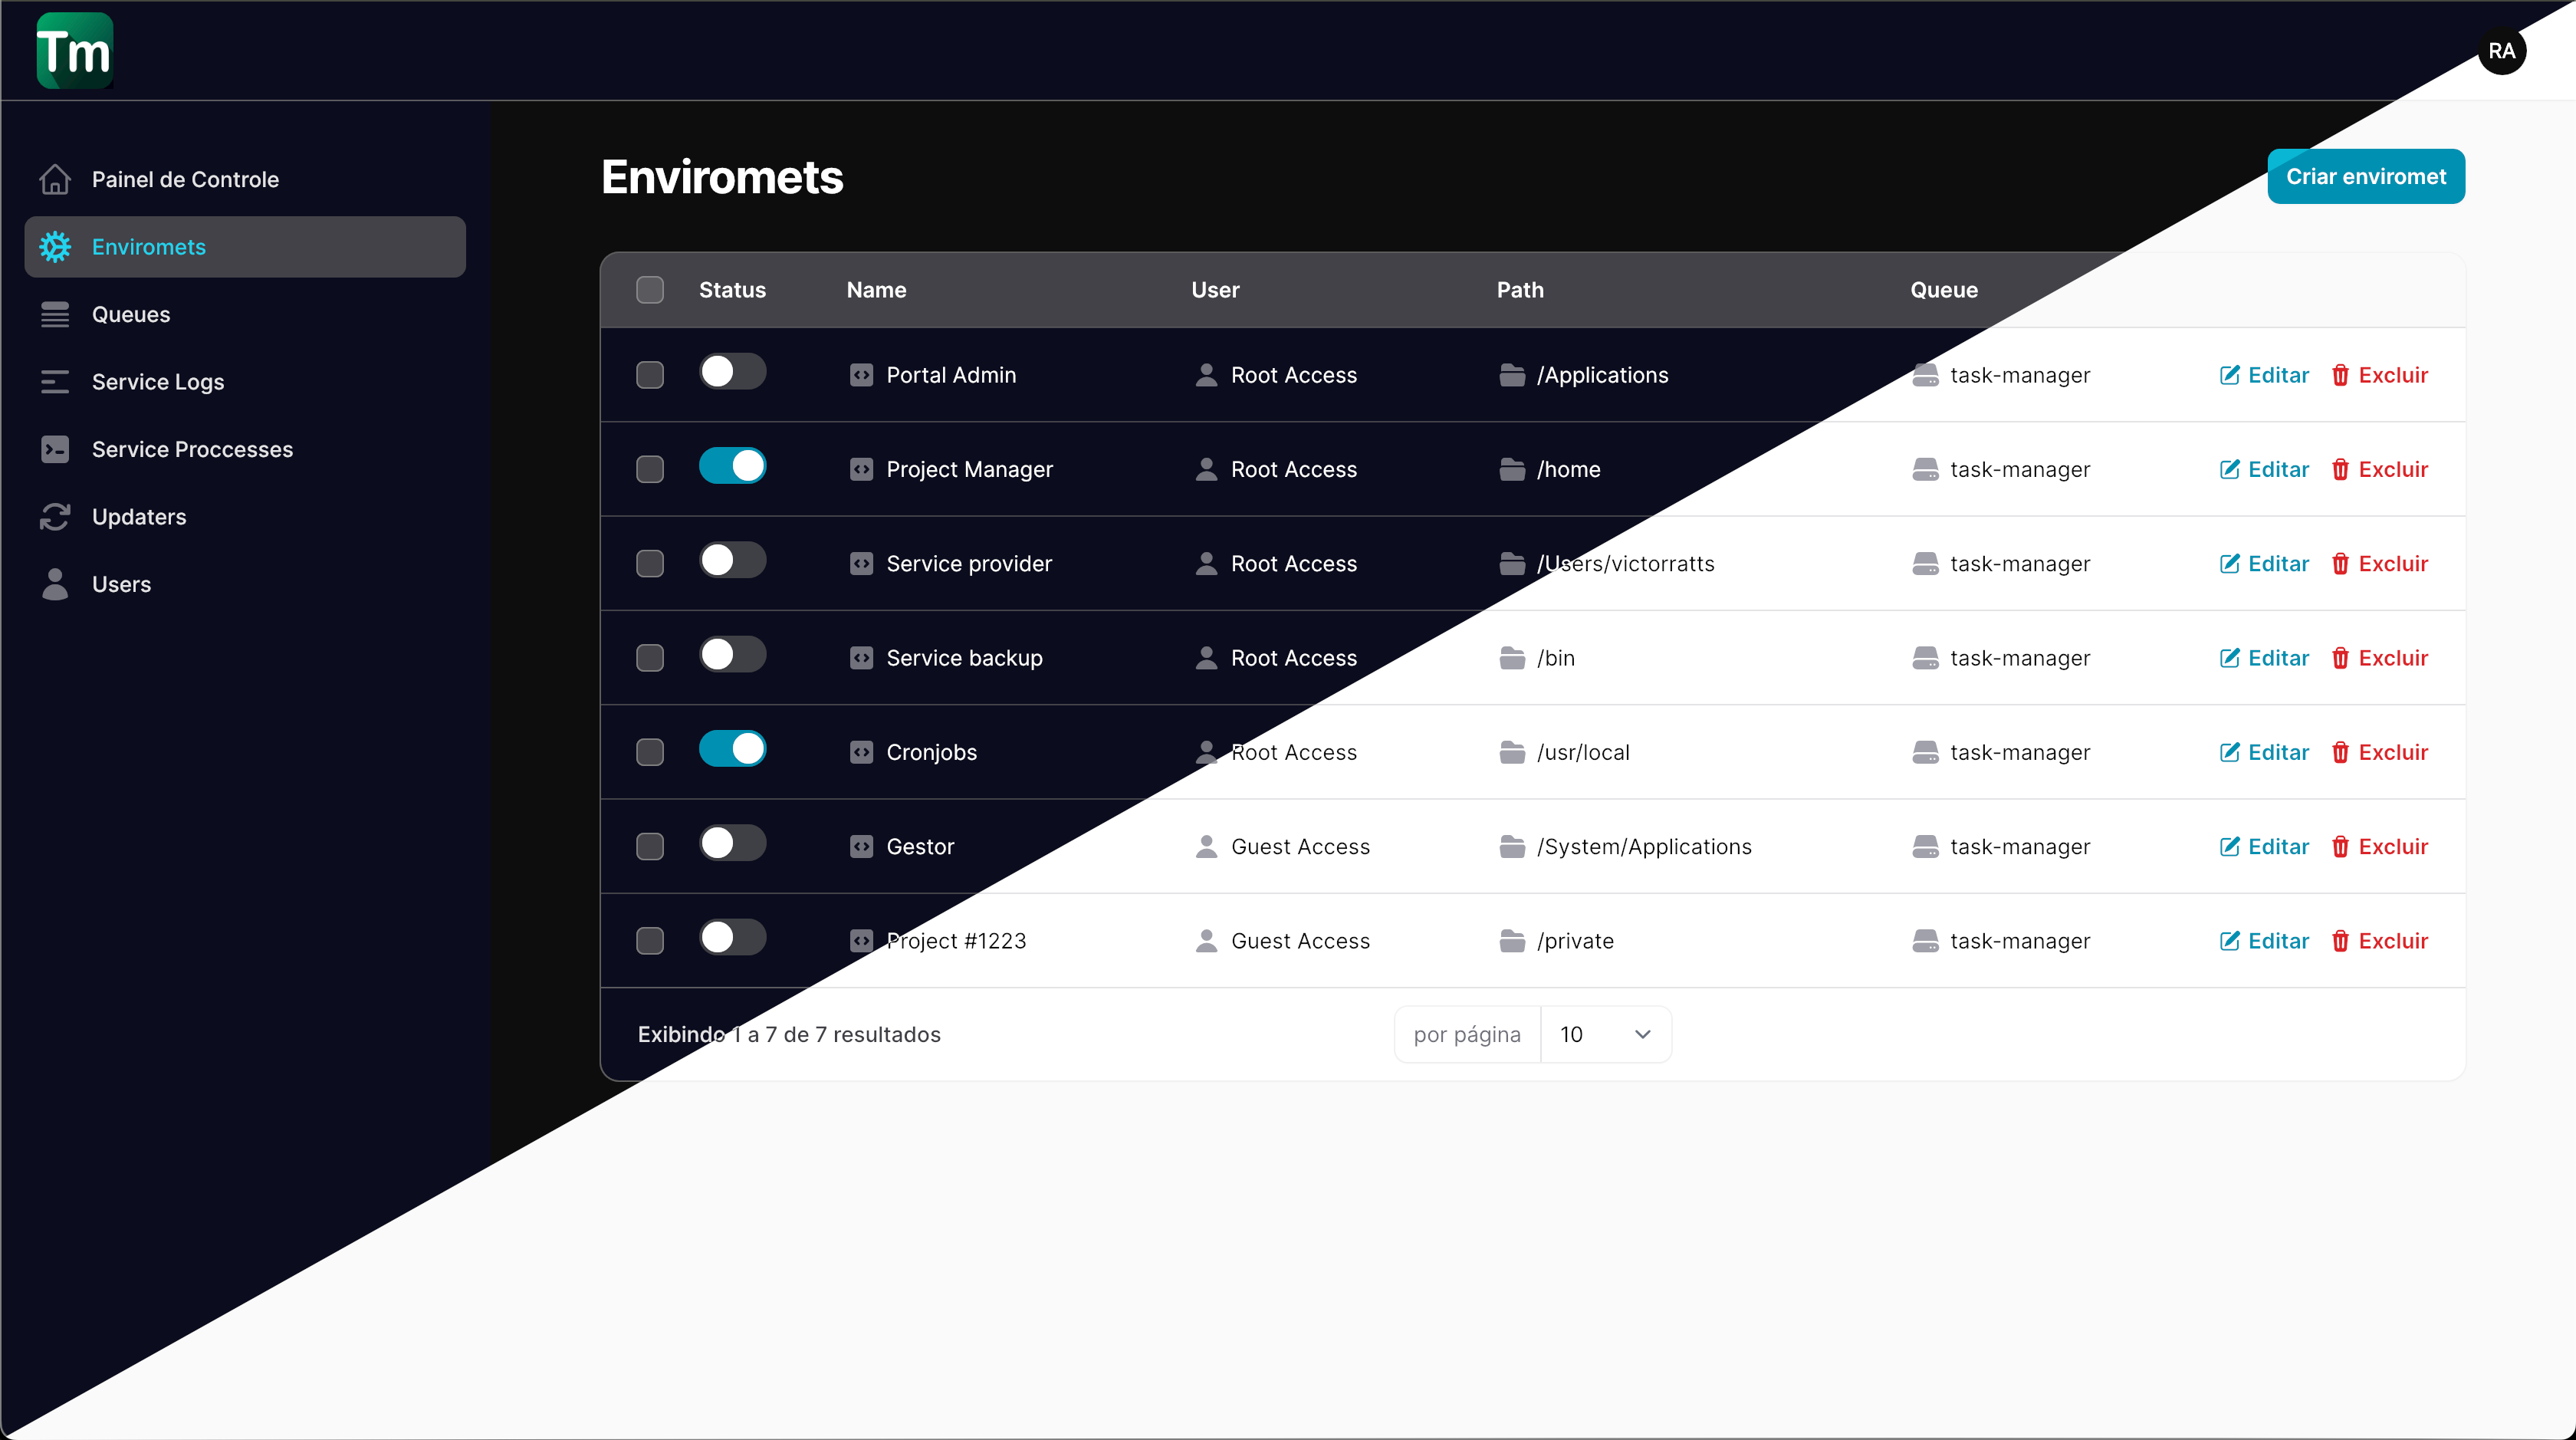 Tm
RA
Painel de Controle
Enviromets
Queues
Service Logs
Service Proccesses
Updaters
Users
Enviromets
Criar enviromet
Status Name User Path Queue
Portal Admin Root Access /Applications task-manager Editar Excluir
Project Manager Root Access /home task-manager Editar Excluir
Service provider Root Access /Users/victorratts task-manager Editar Excluir
Service backup Root Access /bin task-manager Editar Excluir
Cronjobs Root Access /usr/local task-manager Editar Excluir
Gestor Guest Access /System/Applications task-manager Editar Excluir
Project #1223 Guest Access /private task-manager Editar Excluir
Exibindo 1 a 7 de 7 resultados por página 10